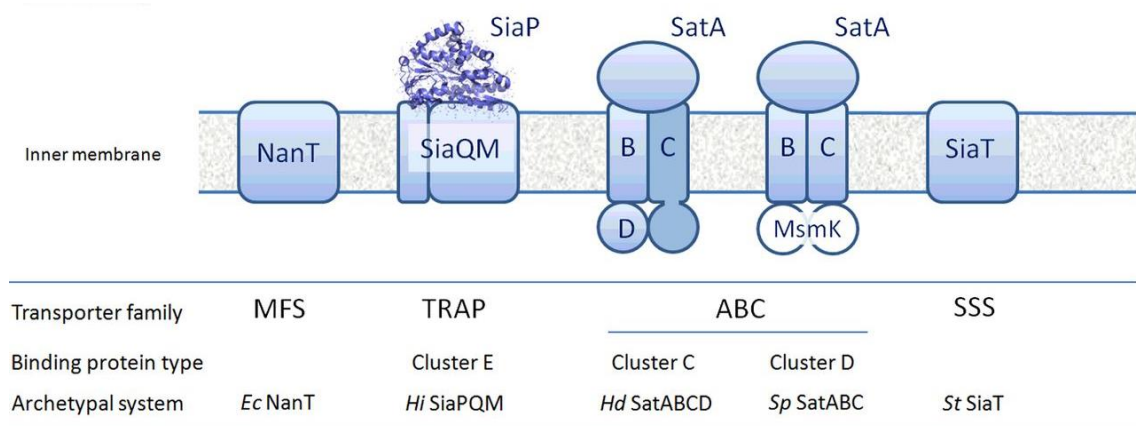 SiaP SatA SatA
Inner membrane NanT SiaQM B C B C SiaT
D MsmK
Transporter family MFS TRAP ABC SSS
Binding protein type Cluster E Cluster C Cluster D
Archetypal system Ec NanT Hi SiaPQM Hd SatABCD Sp SatABC St SiaT